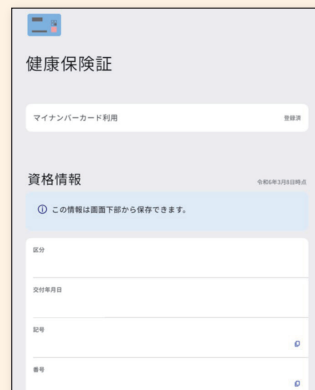 健康保険証
マイナンバーカード利用 登録済
資格情報 令和6年3月8日時点
この情報は画面下部から保存できます。
区分
交付年月日
記号
番号